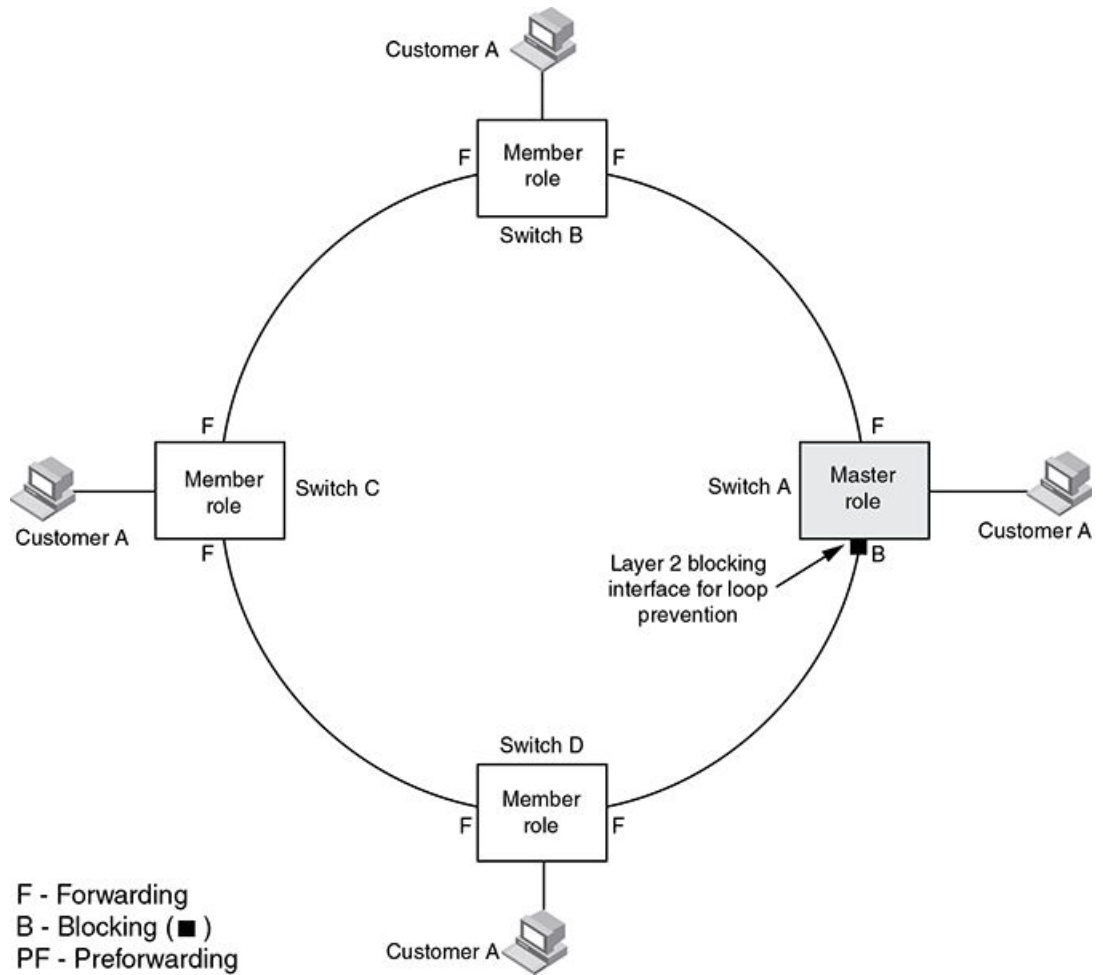 Customer A
F
Member
role
F
Switch B
F
Member
role
F
Switch C
Customer A
F
Switch A
Master
role
B
Customer A
Layer 2 blocking
interface for loop
prevention
Switch D
F
Member
role
F
Customer A
F - Forwarding
B - Blocking ( ■ )
PF - Preforwarding